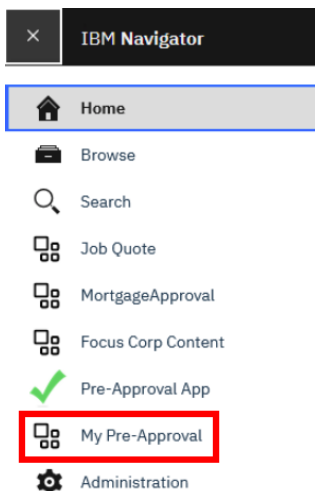 IBM Navigator
Home
Browse
Search
Job Quote
MortgageApproval
Focus Corp Content
Pre-Approval App
My Pre-Approval
Administration